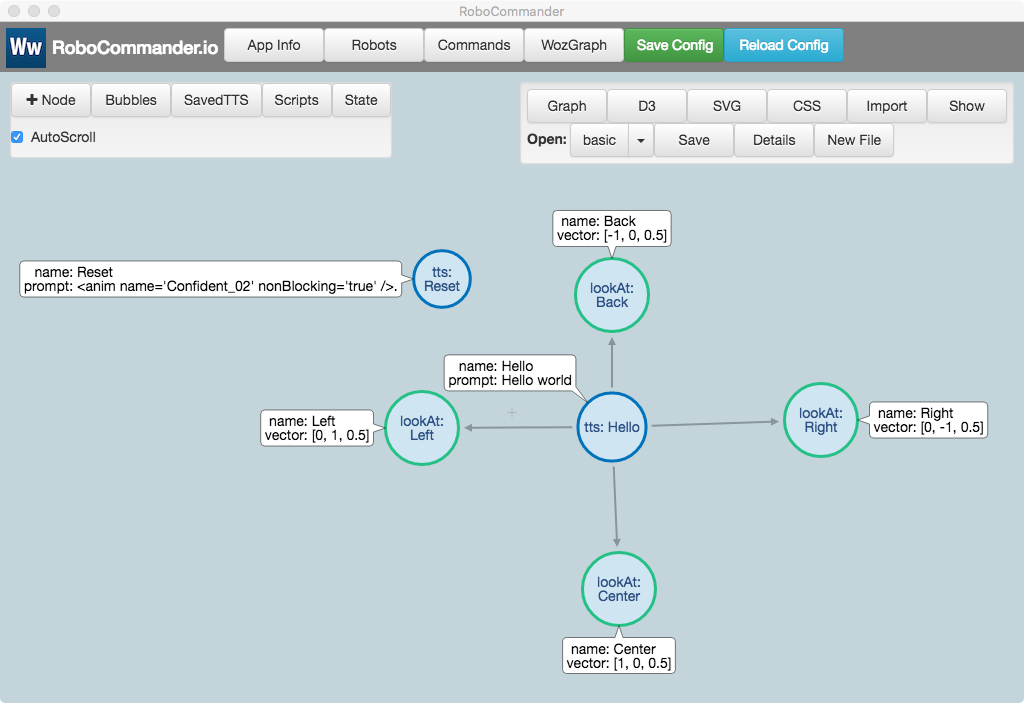 RoboCommander
Ww RoboCommander.io App Info Robots Commands WozGraph Save Config Reload Config
+ Node Bubbles SavedTTS Scripts State
AutoScroll
Graph D3 SVG CSS Import Show
Open: basic Save Details New File
name: Back
vector: [-1, 0, 0.5]
lookAt:
Back
name: Reset
prompt: <anim name='Confident_02' nonBlocking='true' />.
tts:
Reset
name: Hello
prompt: Hello world
tts: Hello
name: Left
vector: [0, 1, 0.5]
lookAt:
Left
lookAt:
Right
name: Right
vector: [0, -1, 0.5]
lookAt:
Center
name: Center
vector: [1, 0, 0.5]